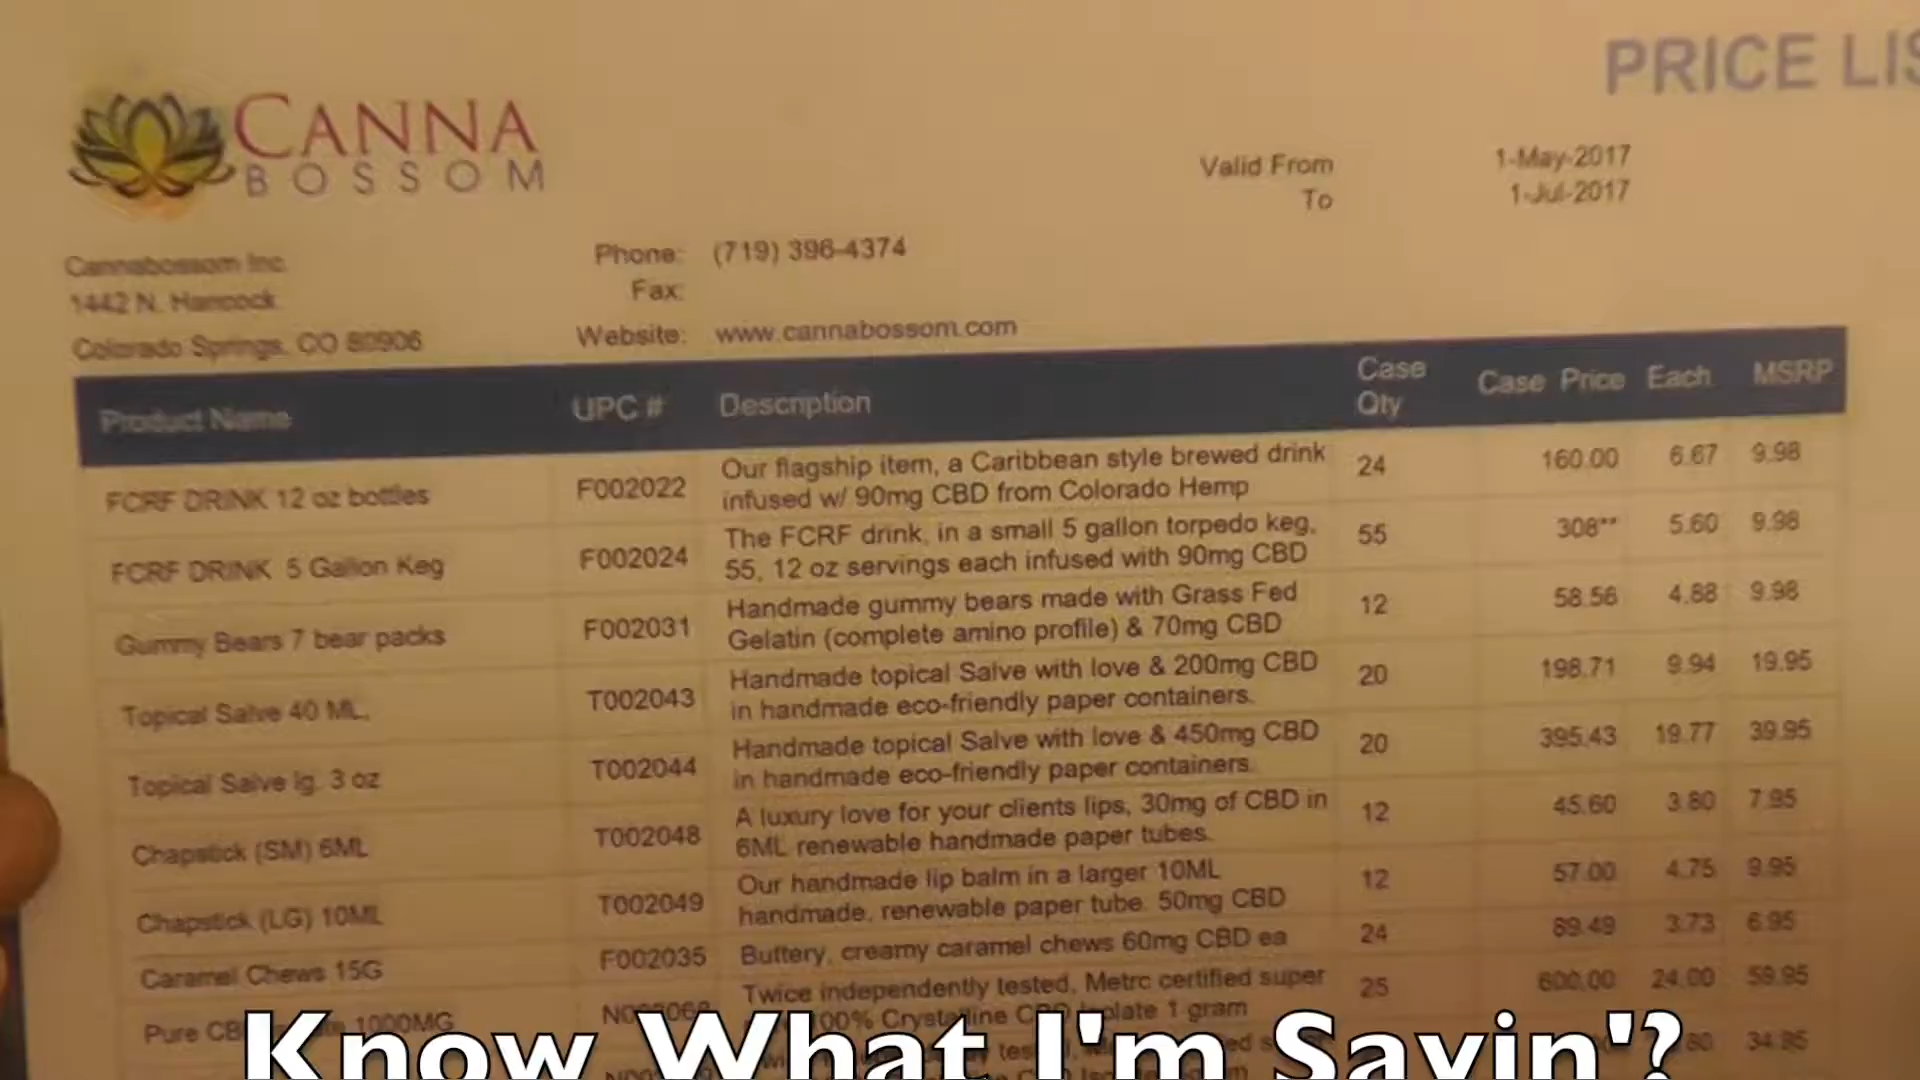 PRICE LIS
CANNA
BOSSOM
Valid From 1-May-2017
To 1-Jul-2017
Cannabossom Inc.
1442 N. Hancock
Colorado Springs, CO 80906
Phone: (719) 396-4374
Fax:
Website: www.cannabossom.com
Product Name UPC # Description Case Qty Case Price Each MSRP
FCRF DRINK 12 oz bottles F002022 Our flagship item, a Caribbean style brewed drink 24 160.00 6.67 9.98
infused w/ 90mg CBD from Colorado Hemp
FCRF DRINK 5 Gallon Keg F002024 The FCRF drink, in a small 5 gallon torpedo keg, 55 308** 5.60 9.98
55, 12 oz servings each infused with 90mg CBD
Gummy Bears 7 bear packs F002031 Handmade gummy bears made with Grass Fed 12 58.56 4.88 9.98
Gelatin (complete amino profile) & 70mg CBD
Topical Salve 40 ML. T002043 Handmade topical Salve with love & 200mg CBD 20 198.71 9.94 19.95
in handmade eco-friendly paper containers.
Topical Salve lg. 3 oz T002044 Handmade topical Salve with love & 450mg CBD 20 395.43 19.77 39.95
in handmade eco-friendly paper containers.
Chapstick (SM) 6ML T002048 A luxury love for your clients lips, 30mg of CBD in 12 45.60 3.80 7.95
6ML renewable handmade paper tubes.
Chapstick (LG) 10ML T002049 Our handmade lip balm in a larger 10ML 12 57.00 4.75 9.95
handmade, renewable paper tube. 50mg CBD
Caramel Chews 15G F002035 Buttery, creamy caramel chews 60mg CBD ea 24 89.49 3.73 6.95
Pure 1000MG Twice independently tested, Metrc certified super 25 600.00 24.00 59.95
100% Crystalline 1 gram
34.95
Know What I'm Sayin'?